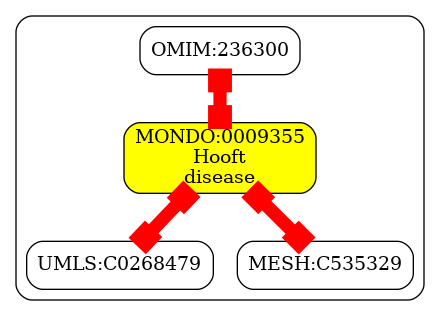 OMIM:236300
MONDO:0009355
Hooft
disease
UMLS:C0268479
MESH:C535329